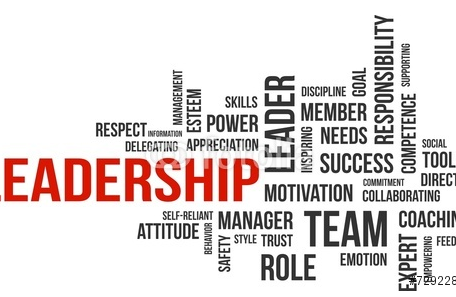 MANAGEMENT
ESTEEM
SKILLS
DISCIPLINE
GOAL
RESPONSIBILITY
SUPPORTING
RESPECT
INFORMATION
POWER
LEADER
MEMBER
COMPETENCE
DELEGATING
APPRECIATION
INSPIRING
NEEDS
SOCIAL
TOOL
SUCCESS
DIRECT
LEADERSHIP
MOTIVATION
COMMITMENT
COLLABORATING
SELF-RELIANT
MANAGER
TEAM
COACHIN
ATTITUDE
BEHAVIOR
SAFETY
STYLE
TRUST
EXPERT
EMPOWERING
FEED
ROLE
EMOTION